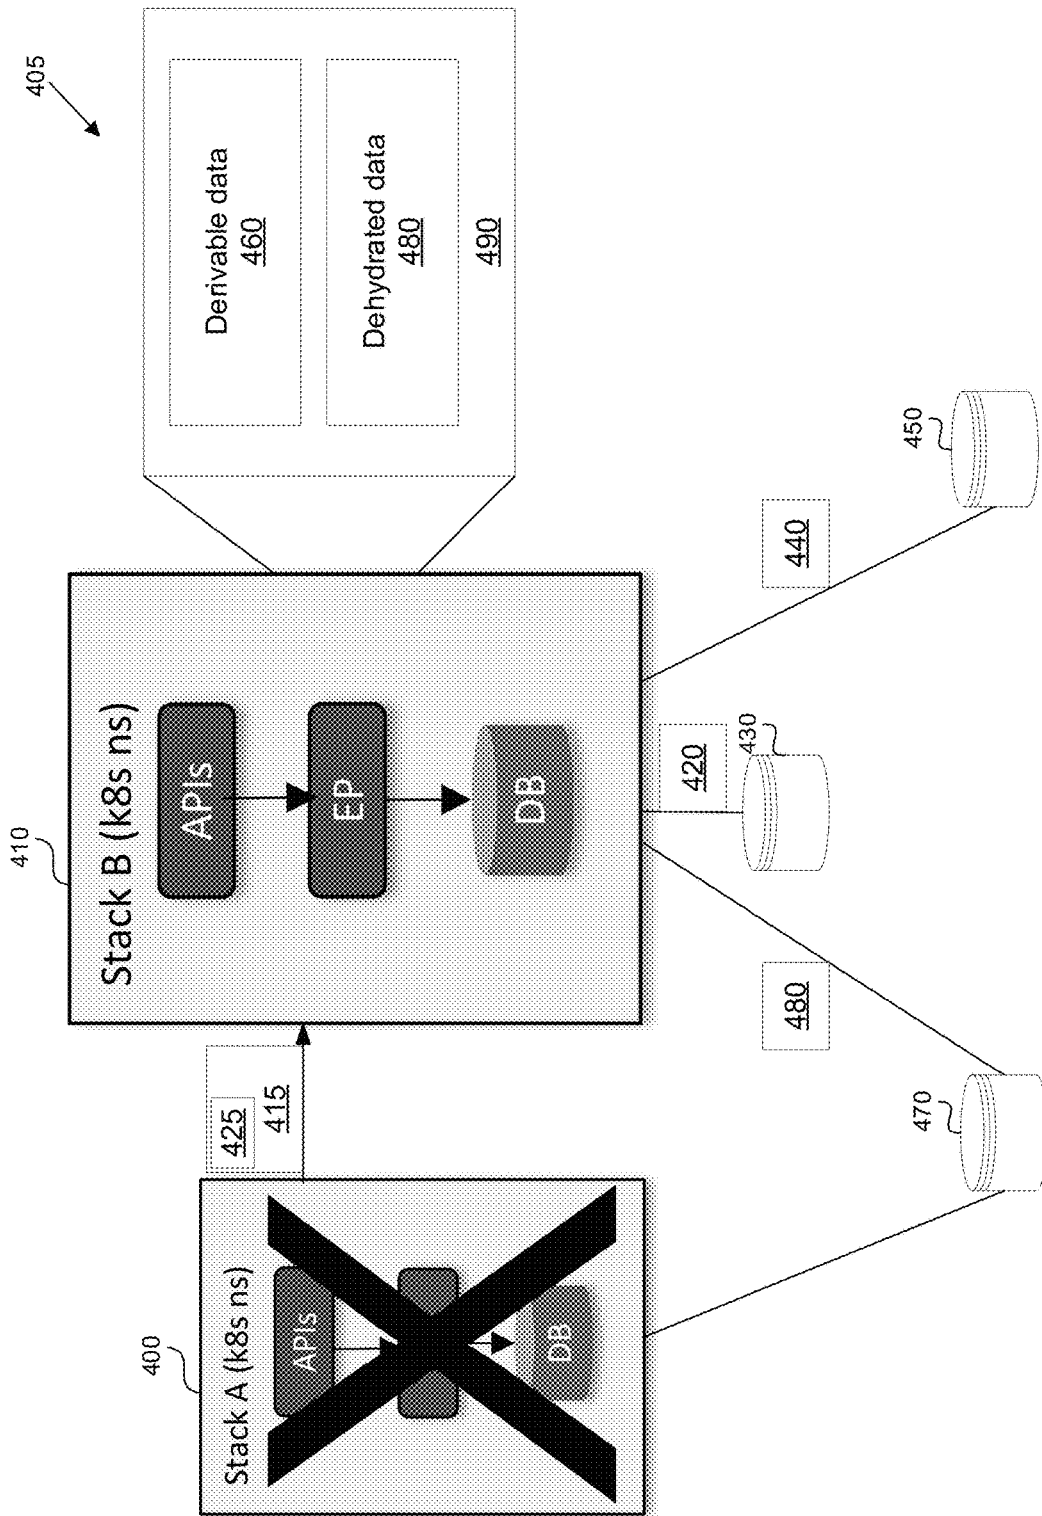 405
410
400
Stack A (k8s ns)
APIs
DB
425
415
Stack B (k8s ns)
APIs
EP
DB
Derivable data
460
Dehydrated data
480
490
470
480
420
430
440
450